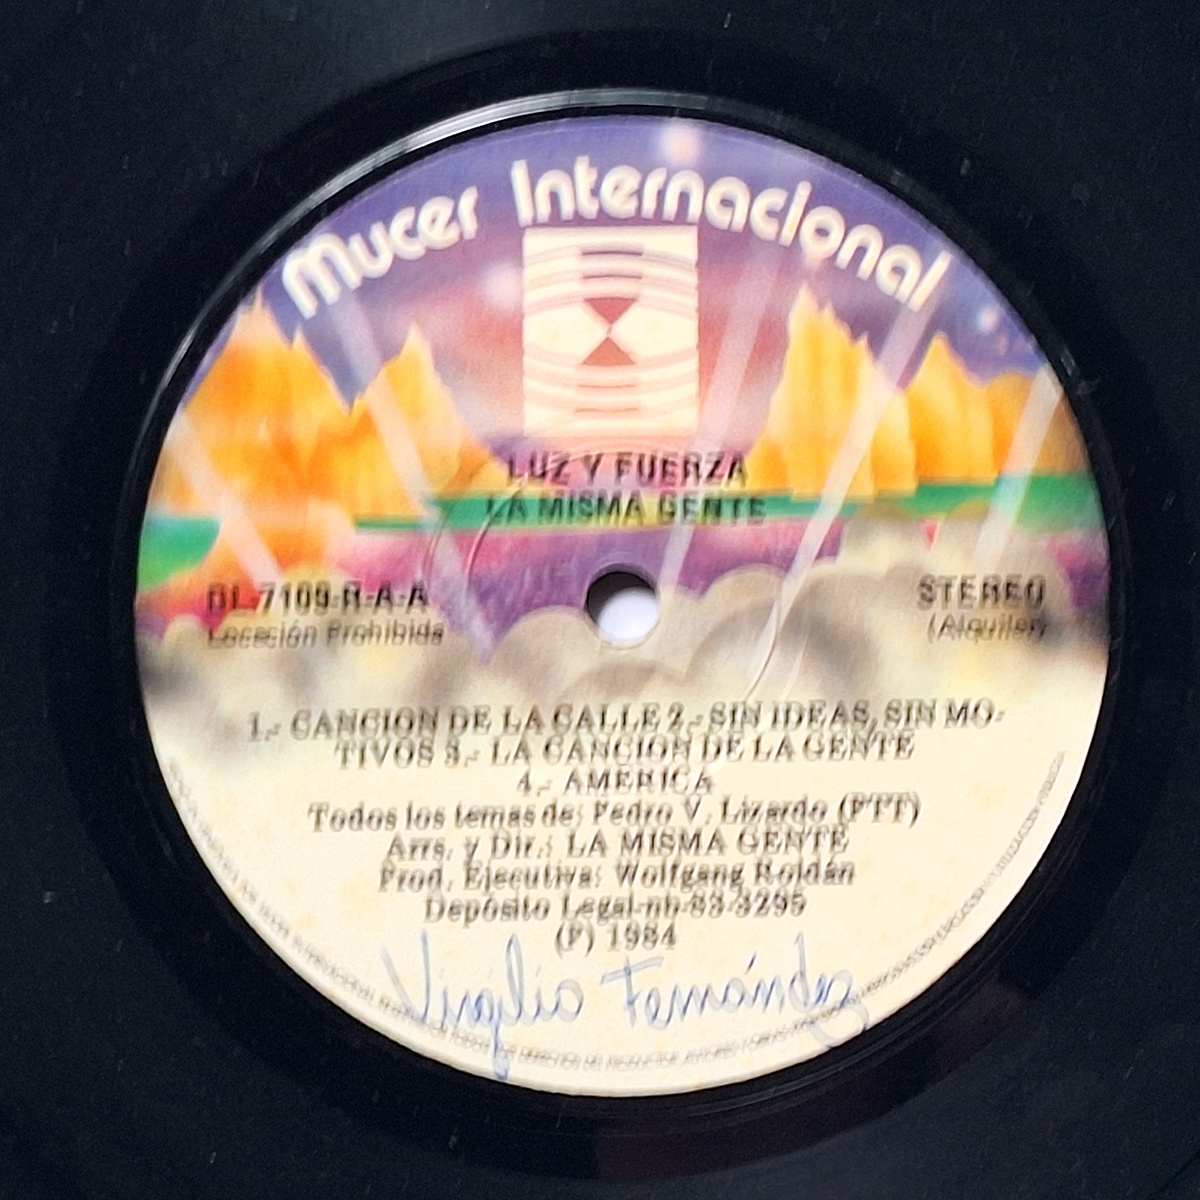 Mucer Internacional
LUZ Y FUERZA
LA MISMA GENTE
DL-7109-R-A-A
Locación Prohibida
STEREO
(Alquiler)
1.- CANCION DE LA CALLE 2.- SIN IDEAS, SIN MO-
TIVOS 3.- LA CANCION DE LA GENTE
4.- AMERICA
Todos los temas de: Pedro V. Lizardo (PTT)
Arrs. y Dir.: LA MISMA GENTE
Prod. Ejecutiva: Wolfgang Roldán
Depósito Legal-nb-83-3295
(P) 1984
Virgilio Fernández